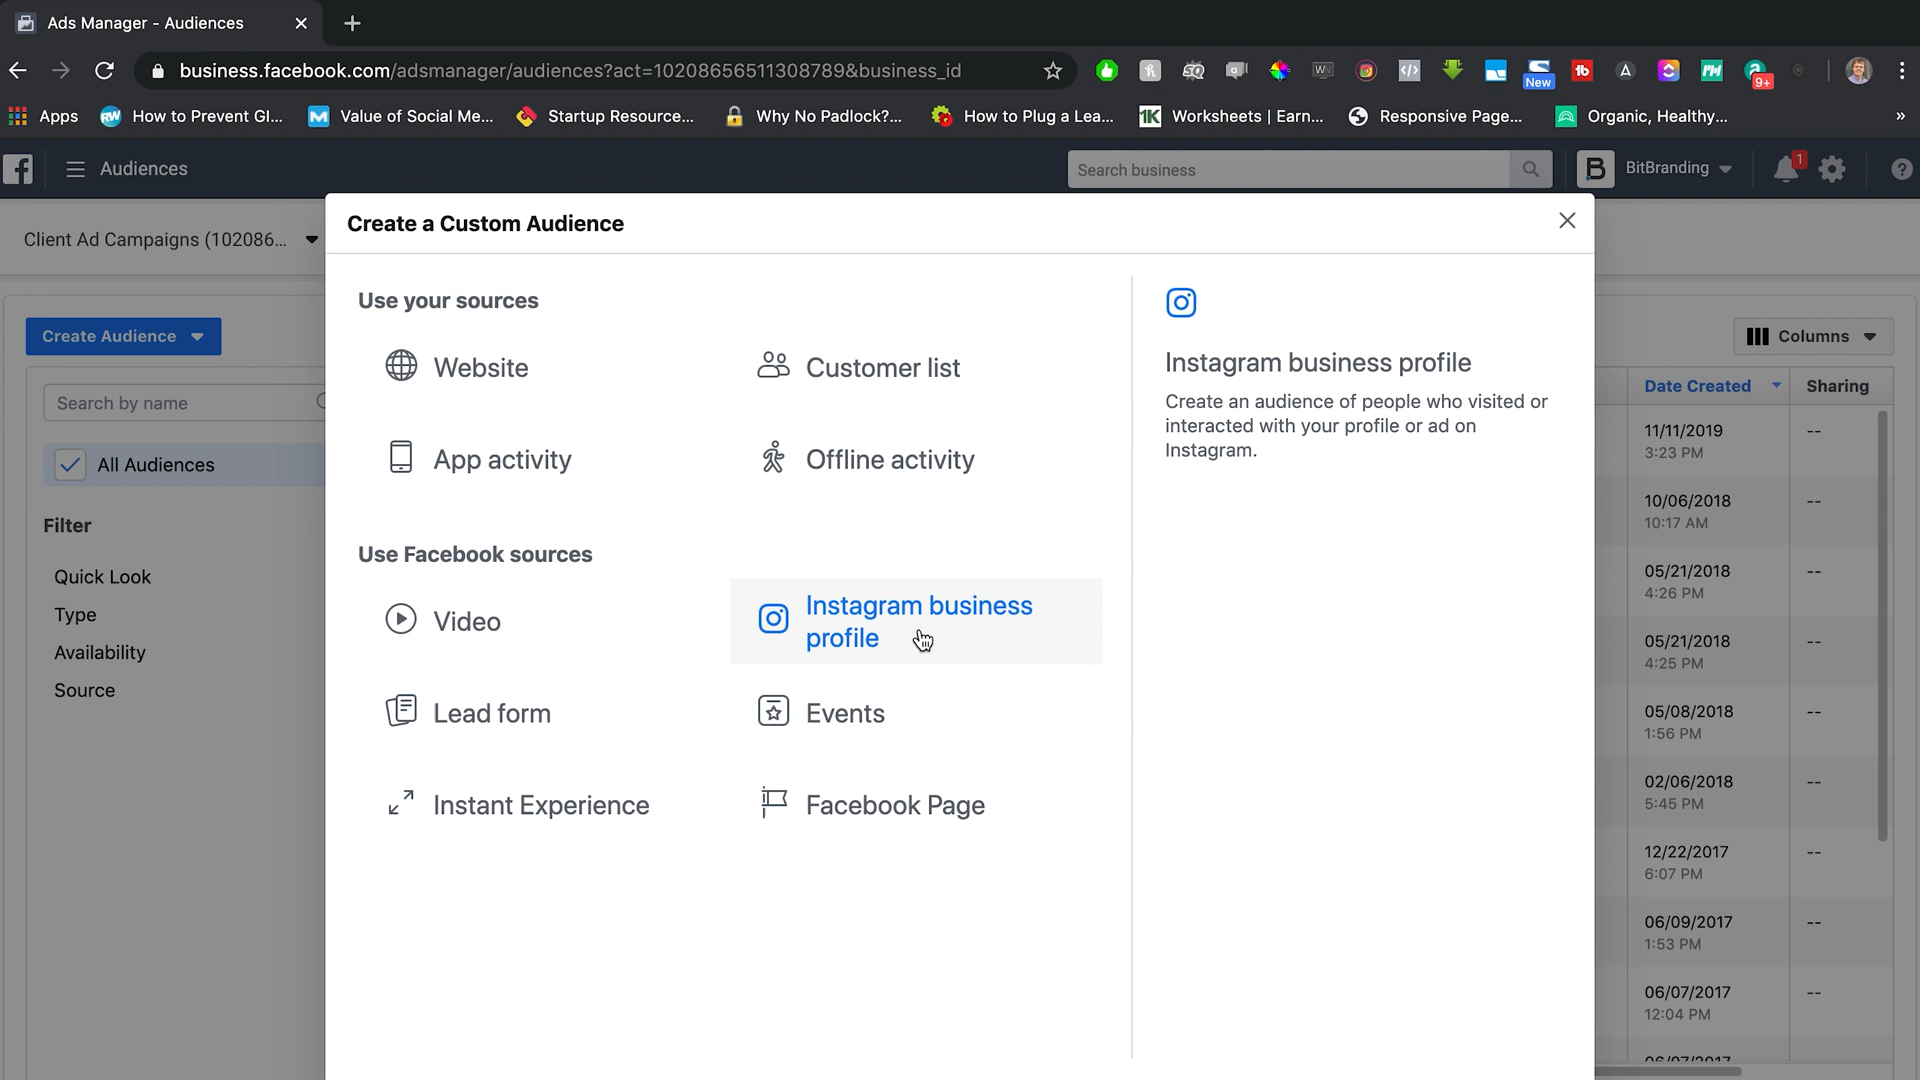 Ads Manager - Audiences
business.facebook.com/adsmanager/audiences?act=10208656511308789&business_id
New
9+
Apps
How to Prevent Gl...
Value of Social Me...
Startup Resource...
Why No Padlock?...
How to Plug a Lea...
1K
Worksheets | Earn...
Responsive Page...
Organic, Healthy...
»
Audiences
Search business
B
BitBranding
1
Client Ad Campaigns (102086...
Create a Custom Audience
Create Audience
Search by name
All Audiences
Filter
Quick Look
Type
Availability
Source
Use your sources
Website
Customer list
App activity
Offline activity
Use Facebook sources
Video
Instagram business
profile
Lead form
Events
Instant Experience
Facebook Page
Instagram business profile
Create an audience of people who visited or
interacted with your profile or ad on
Instagram.
Columns
Date Created
Sharing
11/11/2019
3:23 PM
--
10/06/2018
10:17 AM
--
05/21/2018
4:26 PM
--
05/21/2018
4:25 PM
--
05/08/2018
1:56 PM
--
02/06/2018
5:45 PM
--
12/22/2017
6:07 PM
--
06/09/2017
1:53 PM
--
06/07/2017
12:04 PM
--